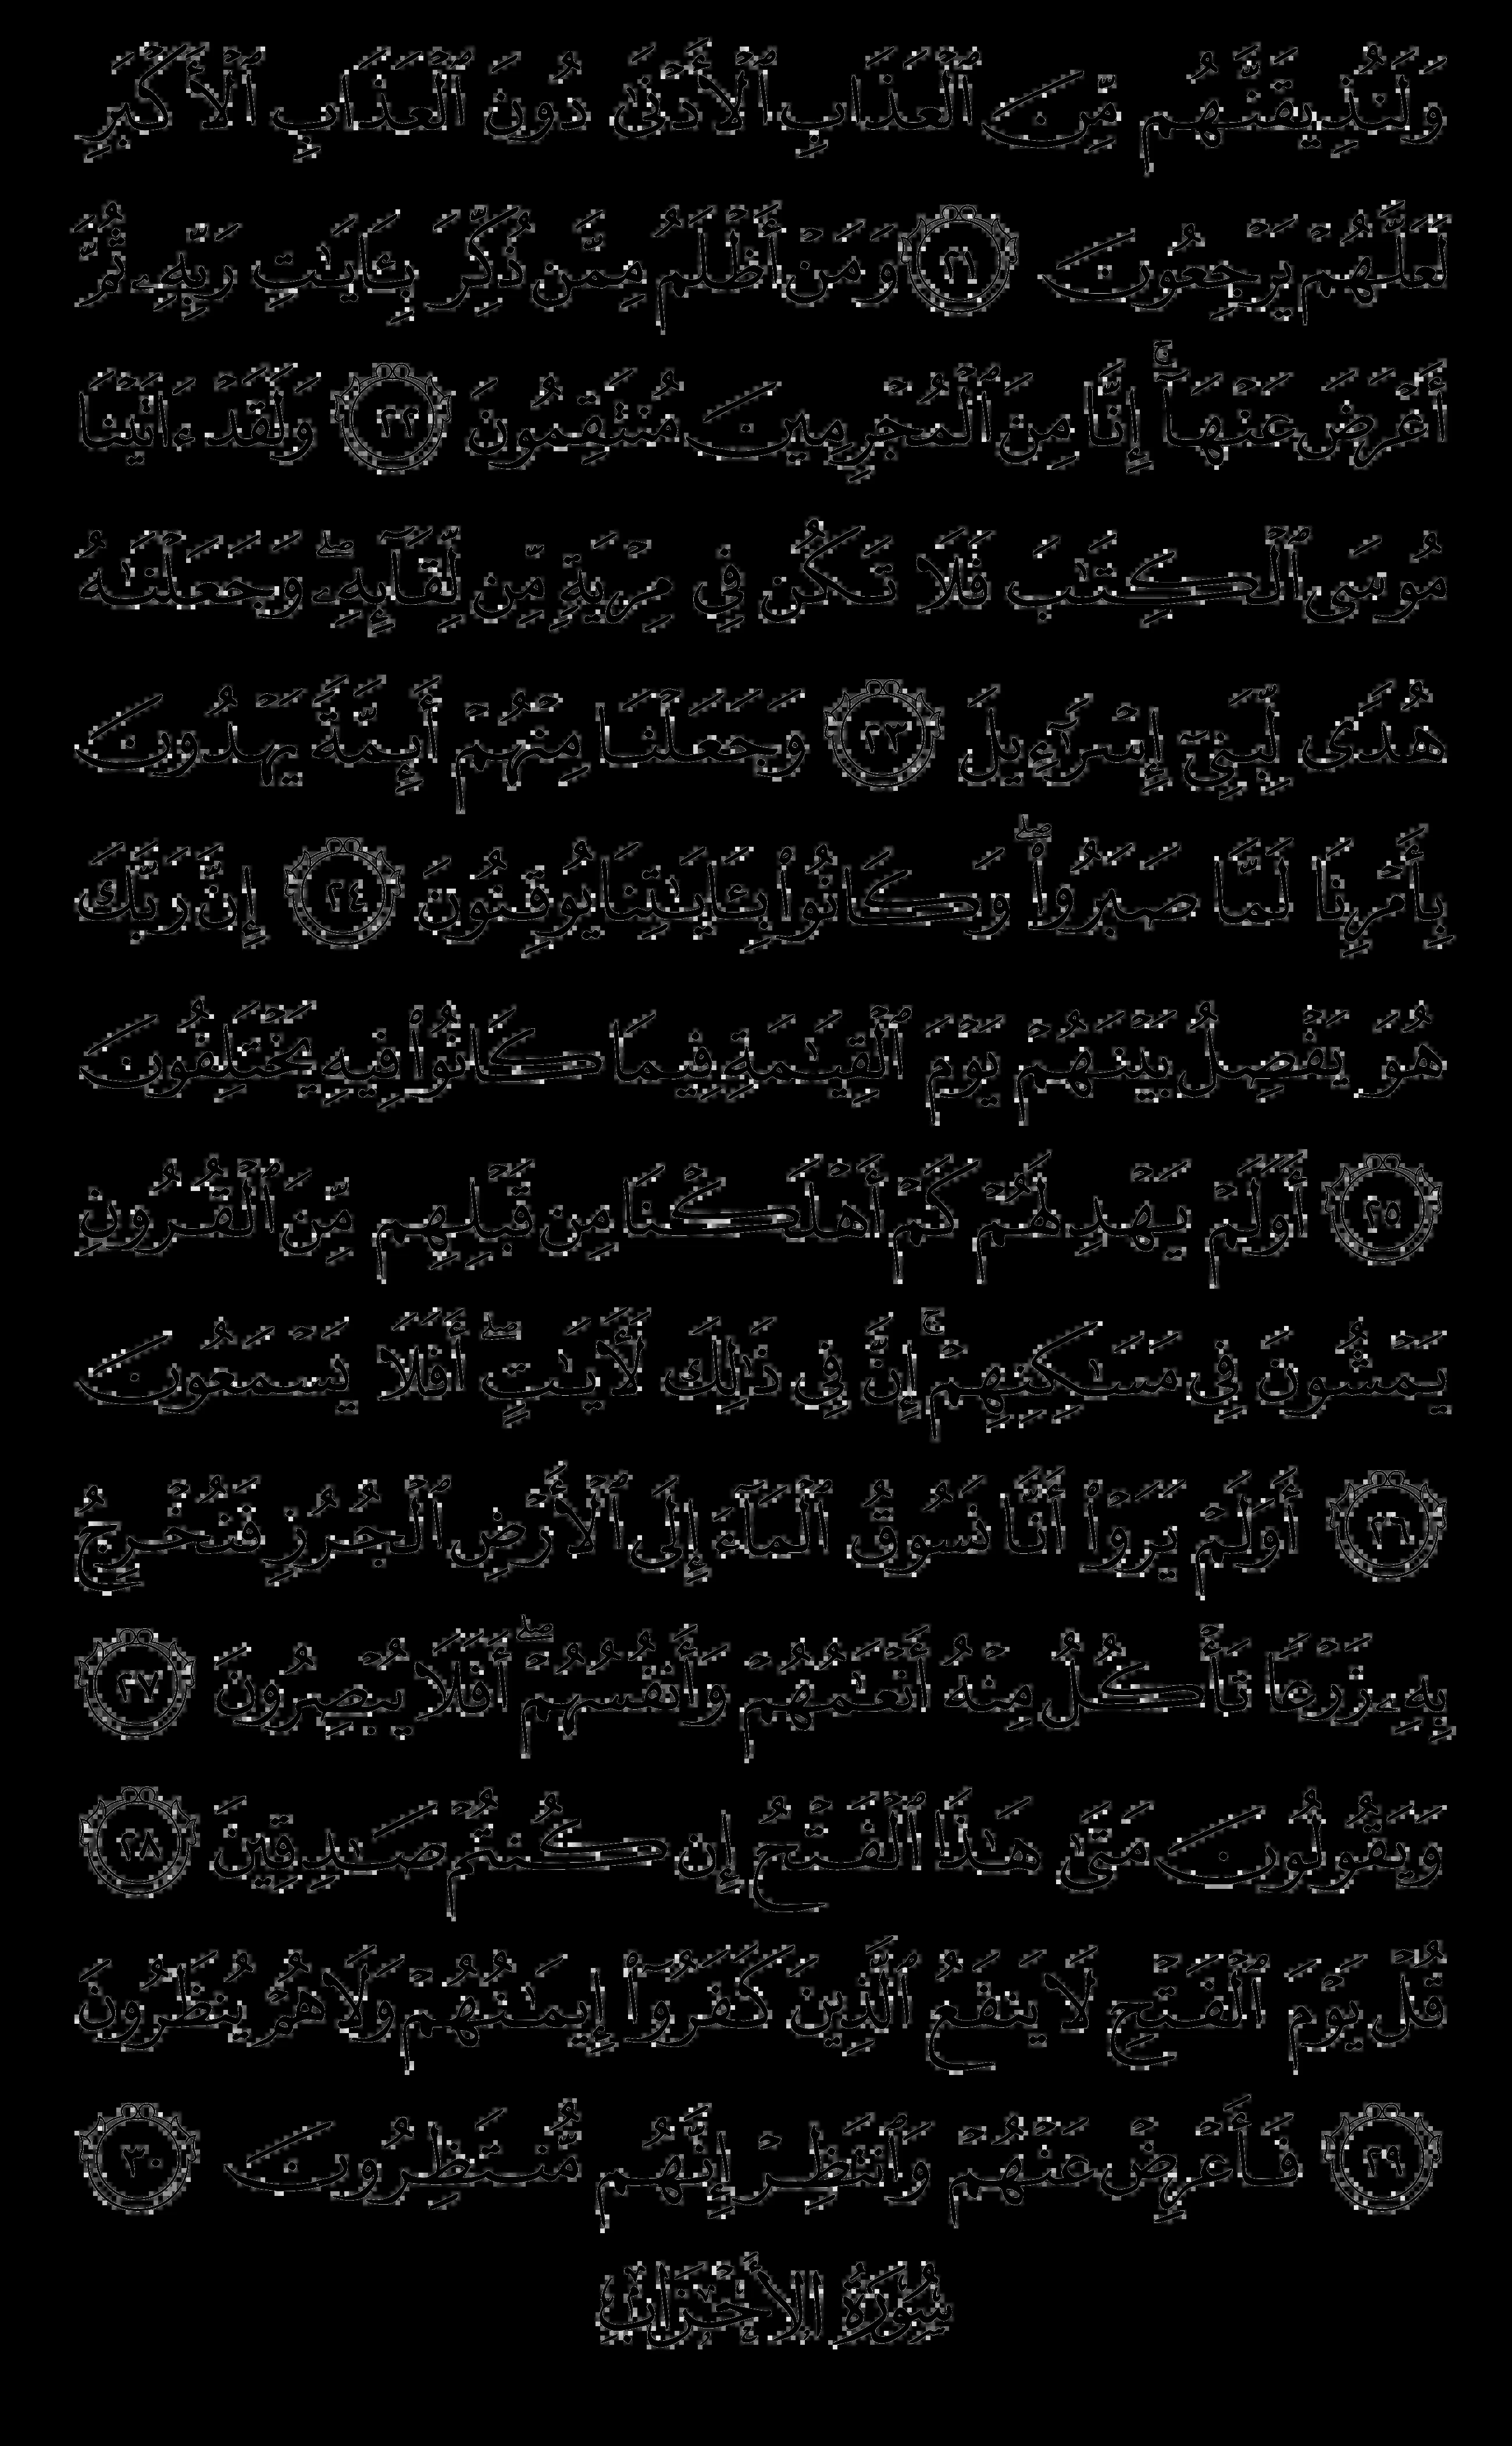 وَلَنُذِيقَنَّهُم مِّنَ ٱلْعَذَابِ ٱلْأَدْنَىٰ دُونَ ٱلْعَذَابِ ٱلْأَكْبَرِ
لَعَلَّهُمْ يَرْجِعُونَ ٢١ وَمَنْ أَظْلَمُ مِمَّن ذُكِّرَ بِـَٔايَٰتِ رَبِّهِۦ ثُمَّ
أَعْرَضَ عَنْهَآ ۚ إِنَّا مِنَ ٱلْمُجْرِمِينَ مُنتَقِمُونَ ٢٢ وَلَقَدْ ءَاتَيْنَا
مُوسَى ٱلْكِتَٰبَ فَلَا تَكُن فِى مِرْيَةٍ مِّن لِّقَآئِهِۦ ۖ وَجَعَلْنَٰهُ
هُدًى لِّبَنِىٓ إِسْرَٰٓءِيلَ ٢٣ وَجَعَلْنَا مِنْهُمْ أَئِمَّةً يَهْدُونَ
بِأَمْرِنَا لَمَّا صَبَرُوا۟ ۖ وَكَانُوا۟ بِـَٔايَٰتِنَا يُوقِنُونَ ٢٤ إِنَّ رَبَّكَ
هُوَ يَفْصِلُ بَيْنَهُمْ يَوْمَ ٱلْقِيَٰمَةِ فِيمَا كَانُوا۟ فِيهِ يَخْتَلِفُونَ
٢٥ أَوَلَمْ يَهْدِ لَهُمْ كَمْ أَهْلَكْنَا مِن قَبْلِهِم مِّنَ ٱلْقُرُونِ
يَمْشُونَ فِى مَسَٰكِنِهِمْ ۚ إِنَّ فِى ذَٰلِكَ لَءَايَٰتٍ ۖ أَفَلَا يَسْمَعُونَ
٢٦ أَوَلَمْ يَرَوْا۟ أَنَّا نَسُوقُ ٱلْمَآءَ إِلَى ٱلْأَرْضِ ٱلْجُرُزِ فَنُخْرِجُ
بِهِۦ زَرْعًا تَأْكُلُ مِنْهُ أَنْعَٰمُهُمْ وَأَنفُسُهُمْ ۖ أَفَلَا يُبْصِرُونَ ٢٧
وَيَقُولُونَ مَتَىٰ هَٰذَا ٱلْفَتْحُ إِن كُنتُمْ صَٰدِقِينَ ٢٨
قُلْ يَوْمَ ٱلْفَتْحِ لَا يَنفَعُ ٱلَّذِينَ كَفَرُوٓا۟ إِيمَٰنُهُمْ وَلَا هُمْ يُنظَرُونَ
٢٩ فَأَعْرِضْ عَنْهُمْ وَٱنتَظِرْ إِنَّهُم مُّنتَظِرُونَ ٣٠
سُورَةُ الأَحْزَابِ